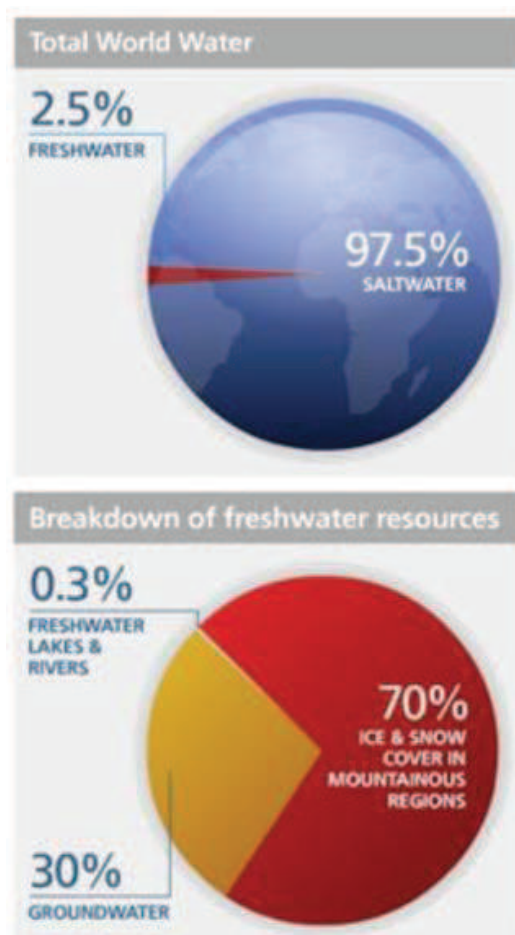 Total World Water
2.5%
FRESHWATER
97.5%
SALTWATER
Breakdown of freshwater resources
0.3%
FRESHWATER
LAKES &
RIVERS
70%
ICE & SNOW
COVER IN
MOUNTAINOUS
REGIONS
30%
GROUNDWATER